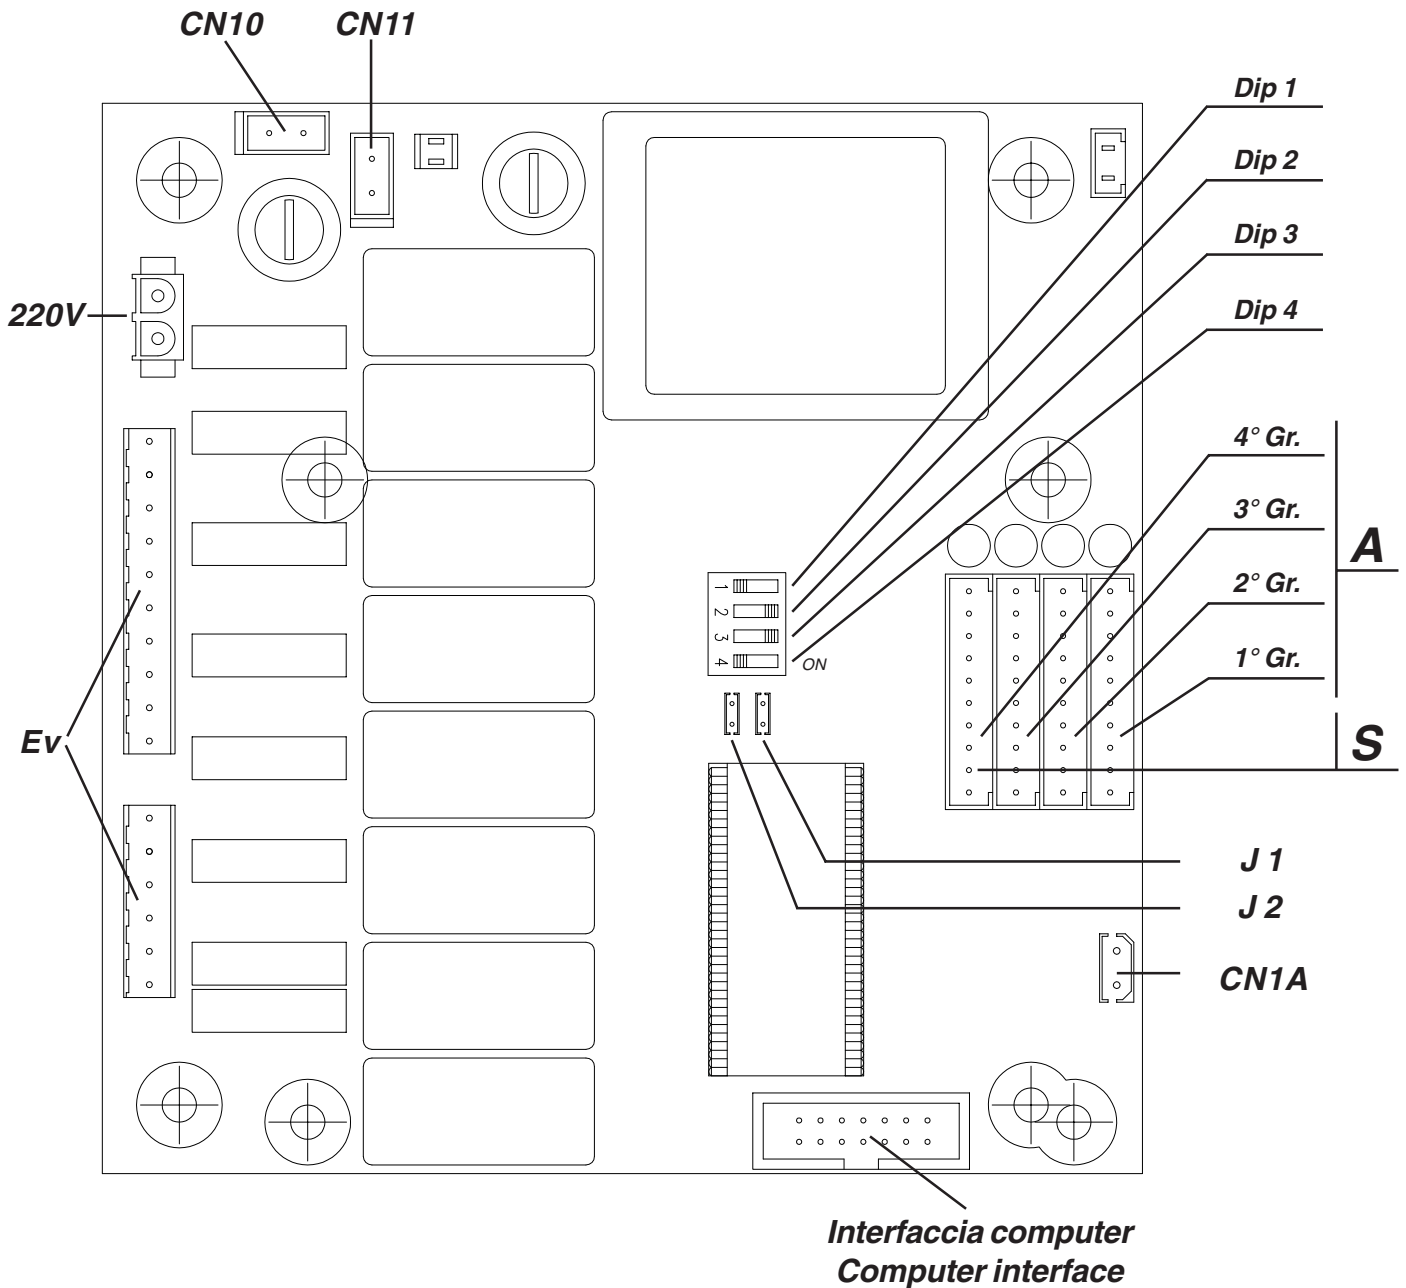 CN10
CN11
Dip 1
Dip 2
Dip 3
Dip 4
220V
4° Gr.
3° Gr.
2° Gr.
1° Gr.
A
S
1
2
3
4
ON
Ev
J 1
J 2
CN1A
Interfaccia computer
Computer interface